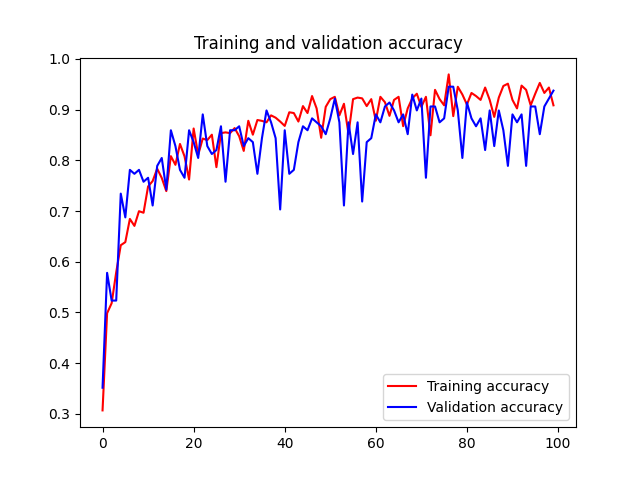 Training and validation accuracy
1.0
0.9
0.8
0.7
0.6
0.5
0.4
0.3
0 20 40 60 80 100
Training accuracy
Validation accuracy